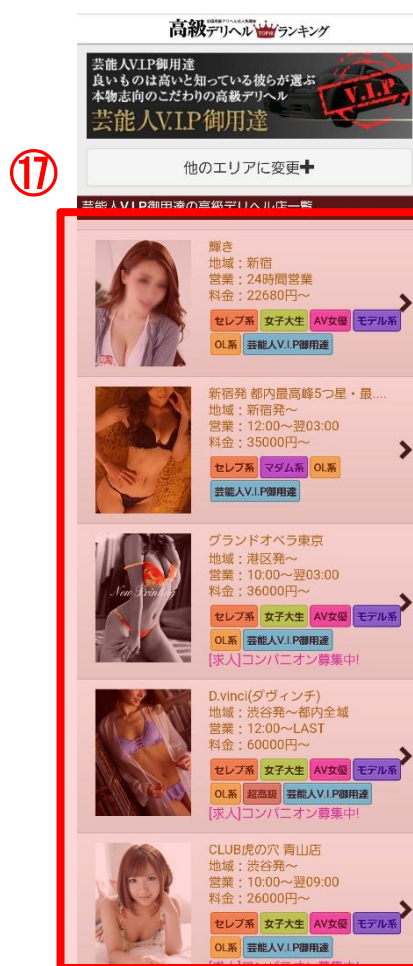 高級デリヘルTOP10ランキング
芸能人V.I.P御用達
良いものは高いと知っている彼らが選ぶ
本物志向のこだわりの高級デリヘル
芸能人V.I.P御用達
V.I.P
他のエリアに変更✚
⑰
芸能人V.I.P御用達の高級デリヘル店一覧
輝き
地域：新宿
営業：24時間営業
料金：22680円～
セレブ系 女子大生 AV女優 モデル系
OL系 芸能人V.I.P御用達
新宿発 都内最高峰5つ星・最....
地域：新宿発～
営業：12:00～翌03:00
料金：35000円～
セレブ系 マダム系 OL系
芸能人V.I.P御用達
グランドオペラ東京
地域：港区発～
営業：10:00～翌03:00
料金：36000円～
セレブ系 女子大生 AV女優 モデル系
OL系 芸能人V.I.P御用達
[求人]コンパニオン募集中!
D.vinci(ダヴィンチ)
地域：渋谷発～都内全域
営業：12:00～LAST
料金：60000円～
セレブ系 女子大生 AV女優 モデル系
OL系 超高級 芸能人V.I.P御用達
[求人]コンパニオン募集中!
CLUB虎の穴 青山店
地域：渋谷発～
営業：10:00～翌09:00
料金：26000円～
セレブ系 女子大生 AV女優 モデル系
OL系 芸能人V.I.P御用達